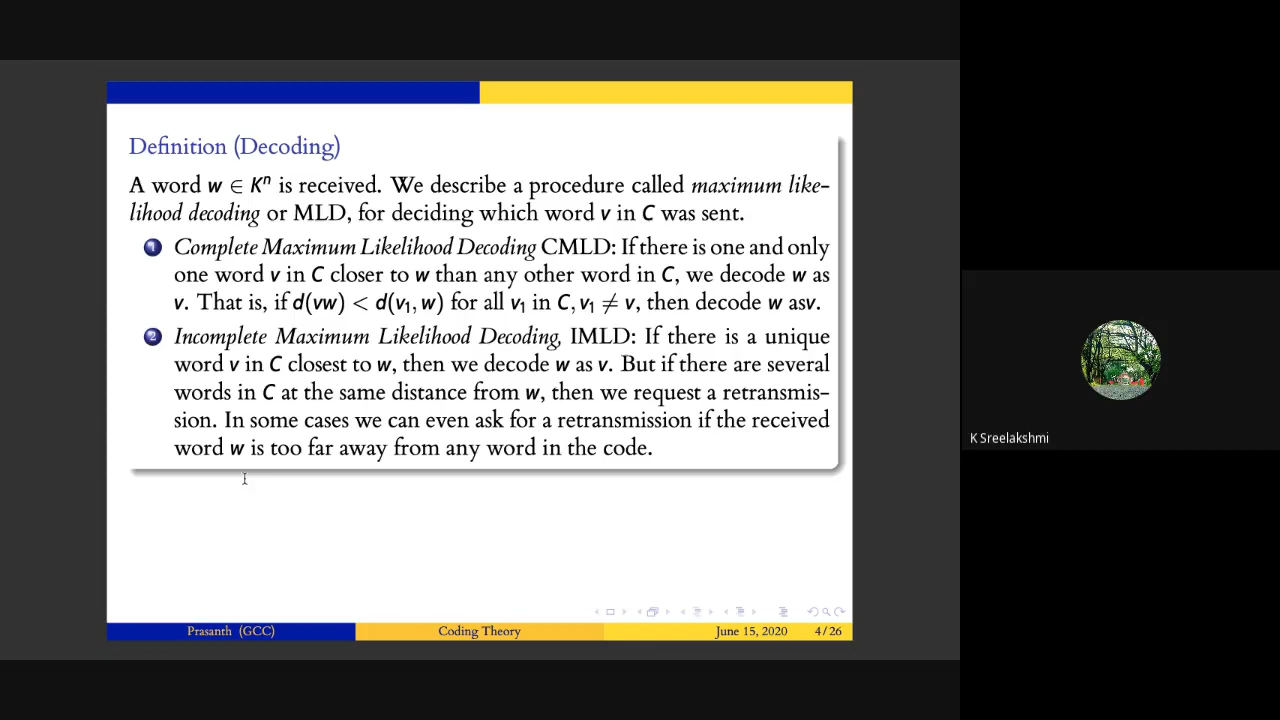 Definition (Decoding)
A word w ∈ Kⁿ is received. We describe a procedure called maximum like-
lihood decoding or MLD, for deciding which word v in C was sent.
1 Complete Maximum Likelihood Decoding CMLD: If there is one and only
one word v in C closer to w than any other word in C, we decode w as
v. That is, if d(vw) < d(v₁, w) for all v₁ in C, v₁ ≠ v, then decode w asv.
2 Incomplete Maximum Likelihood Decoding, IMLD: If there is a unique
word v in C closest to w, then we decode w as v. But if there are several
words in C at the same distance from w, then we request a retransmis-
sion. In some cases we can even ask for a retransmission if the received
word w is too far away from any word in the code.
K Sreelakshmi
Prasanth (GCC) Coding Theory June 15, 2020 4/26